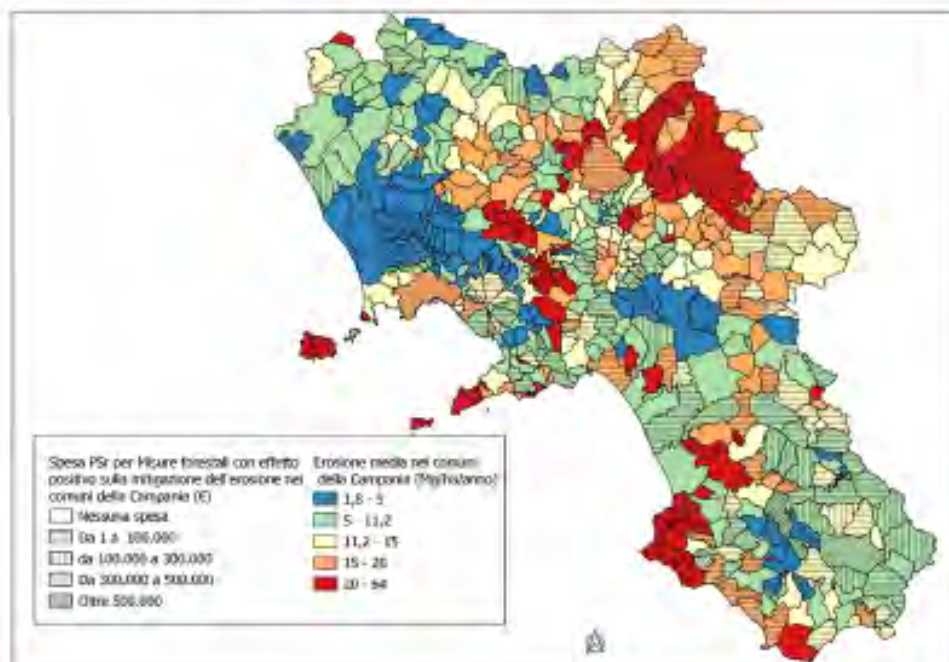 Spesa PSr per Misure forestali con effetto
positivo sulla mitigazione dell'erosione nei
comuni della Campania (€)
Nessuna spesa
Da 1 a 100.000
da 100.000 a 300.000
Da 300.000 a 500.000
Oltre 500.000
Erosione media nei comuni
della Campania (Mg/ha/anno)
1,8 - 5
5 - 11,2
11,2 - 15
15 - 20
20 - 64